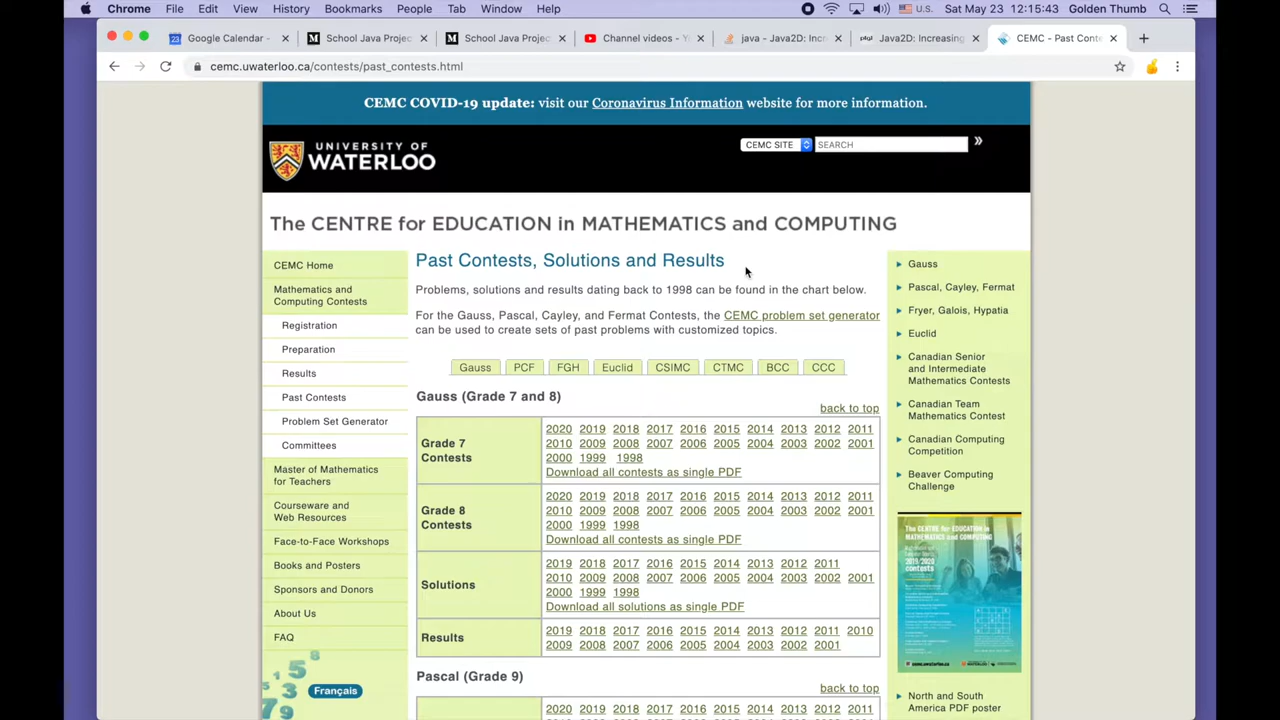 Chrome File Edit View History Bookmarks People Tab Window Help U.S. Sat May 23 12:15:43 Golden Thumb
23 Google Calendar - School Java Projec School Java Projec Channel videos - Y java - Java2D: Increa Java2D: Increasing CEMC - Past Conte
cemc.uwaterloo.ca/contests/past_contests.html
CEMC COVID-19 update: visit our Coronavirus Information website for more information.
UNIVERSITY OF
WATERLOO
CEMC SITE SEARCH »
The CENTRE for EDUCATION in MATHEMATICS and COMPUTING
CEMC Home
Mathematics and
Computing Contests
Registration
Preparation
Results
Past Contests
Problem Set Generator
Committees
Master of Mathematics
for Teachers
Courseware and
Web Resources
Face-to-Face Workshops
Books and Posters
Sponsors and Donors
About Us
FAQ
Français
Past Contests, Solutions and Results
Problems, solutions and results dating back to 1998 can be found in the chart below.
For the Gauss, Pascal, Cayley, and Fermat Contests, the CEMC problem set generator
can be used to create sets of past problems with customized topics.
Gauss PCF FGH Euclid CSIMC CTMC BCC CCC
Gauss (Grade 7 and 8)
back to top
Grade 7
Contests
2020 2019 2018 2017 2016 2015 2014 2013 2012 2011
2010 2009 2008 2007 2006 2005 2004 2003 2002 2001
2000 1999 1998
Download all contests as single PDF
Grade 8
Contests
2020 2019 2018 2017 2016 2015 2014 2013 2012 2011
2010 2009 2008 2007 2006 2005 2004 2003 2002 2001
2000 1999 1998
Download all contests as single PDF
Solutions
2019 2018 2017 2016 2015 2014 2013 2012 2011
2010 2009 2008 2007 2006 2005 2004 2003 2002 2001
2000 1999 1998
Download all solutions as single PDF
Results
2019 2018 2017 2016 2015 2014 2013 2012 2011 2010
2009 2008 2007 2006 2005 2004 2003 2002 2001
Pascal (Grade 9)
back to top
2020 2019 2018 2017 2016 2015 2014 2013 2012 2011
Gauss
Pascal, Cayley, Fermat
Fryer, Galois, Hypatia
Euclid
Canadian Senior
and Intermediate
Mathematics Contests
Canadian Team
Mathematics Contest
Canadian Computing
Competition
Beaver Computing
Challenge
The CENTRE for EDUCATION
in MATHEMATICS and COMPUTING
2019/2020
contests
North and South
America PDF poster